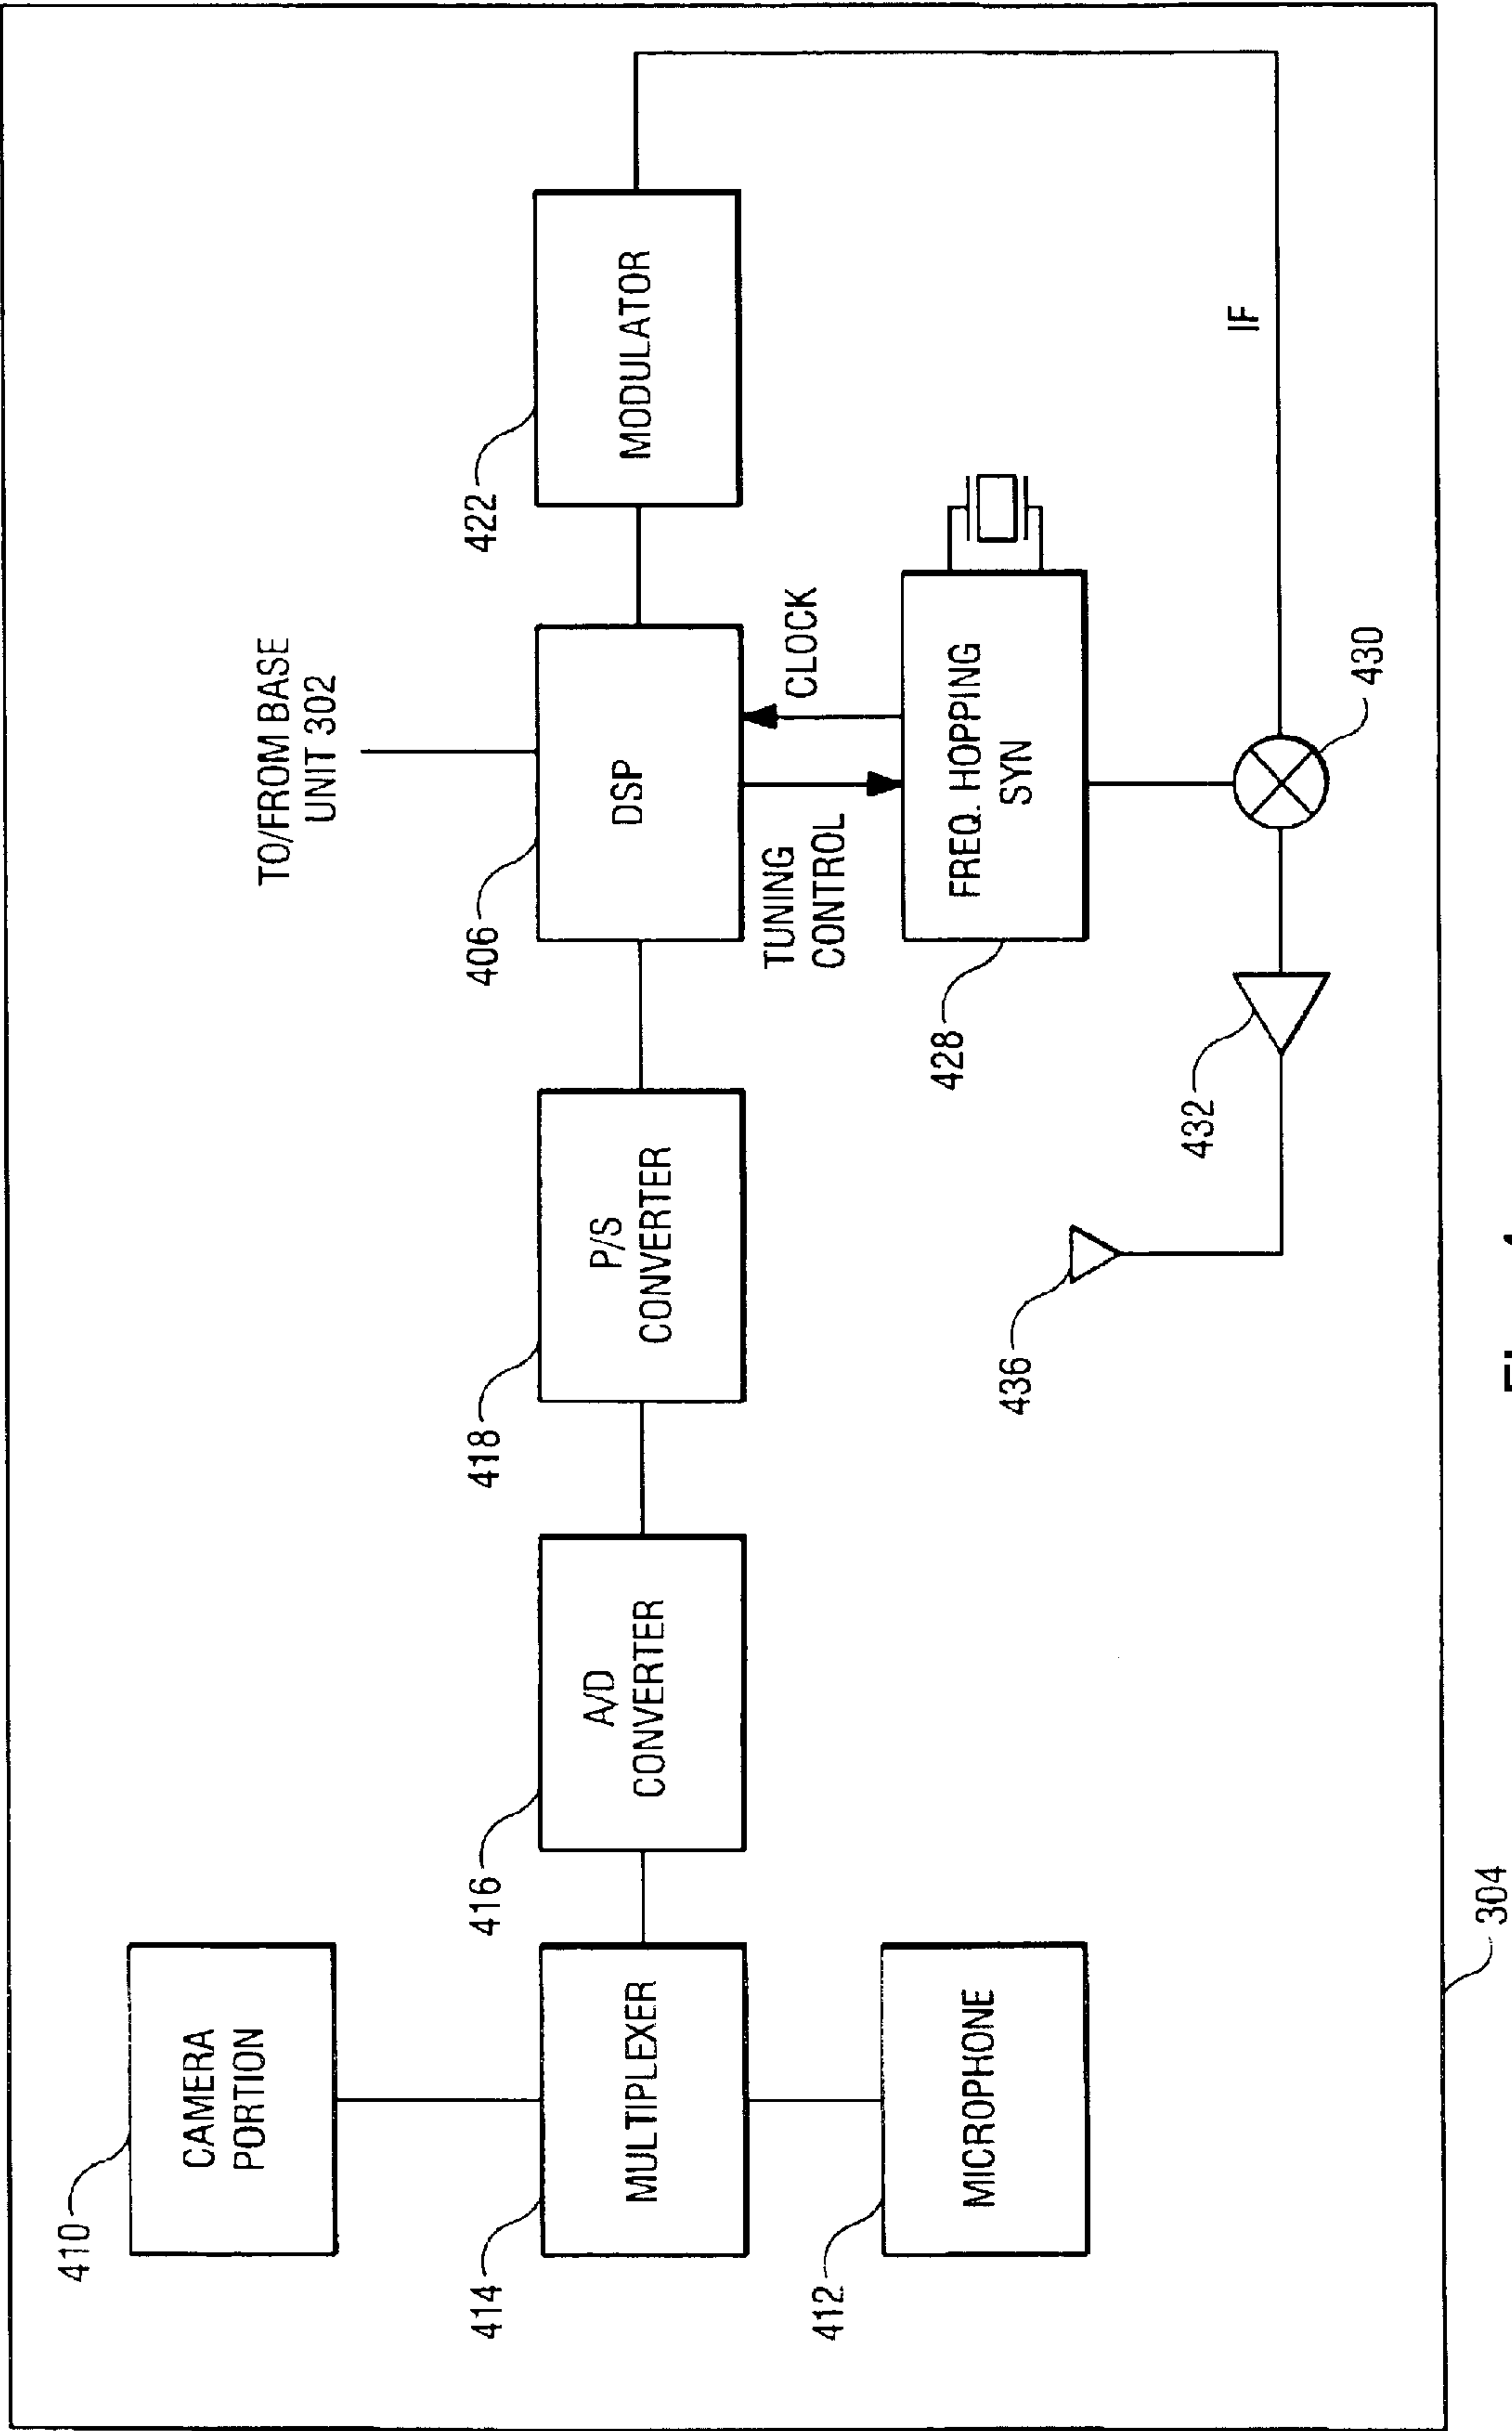 410
CAMERA
PORTION
414
MULTIPLEXER
412
MICROPHONE
416
A/D
CONVERTER
418
P/S
CONVERTER
TO/FROM BASE
UNIT 302
406
DSP
422
MODULATOR
TUNING
CONTROL
CLOCK
428
FREQ. HOPPING
SYN
436
432
430
IF
304